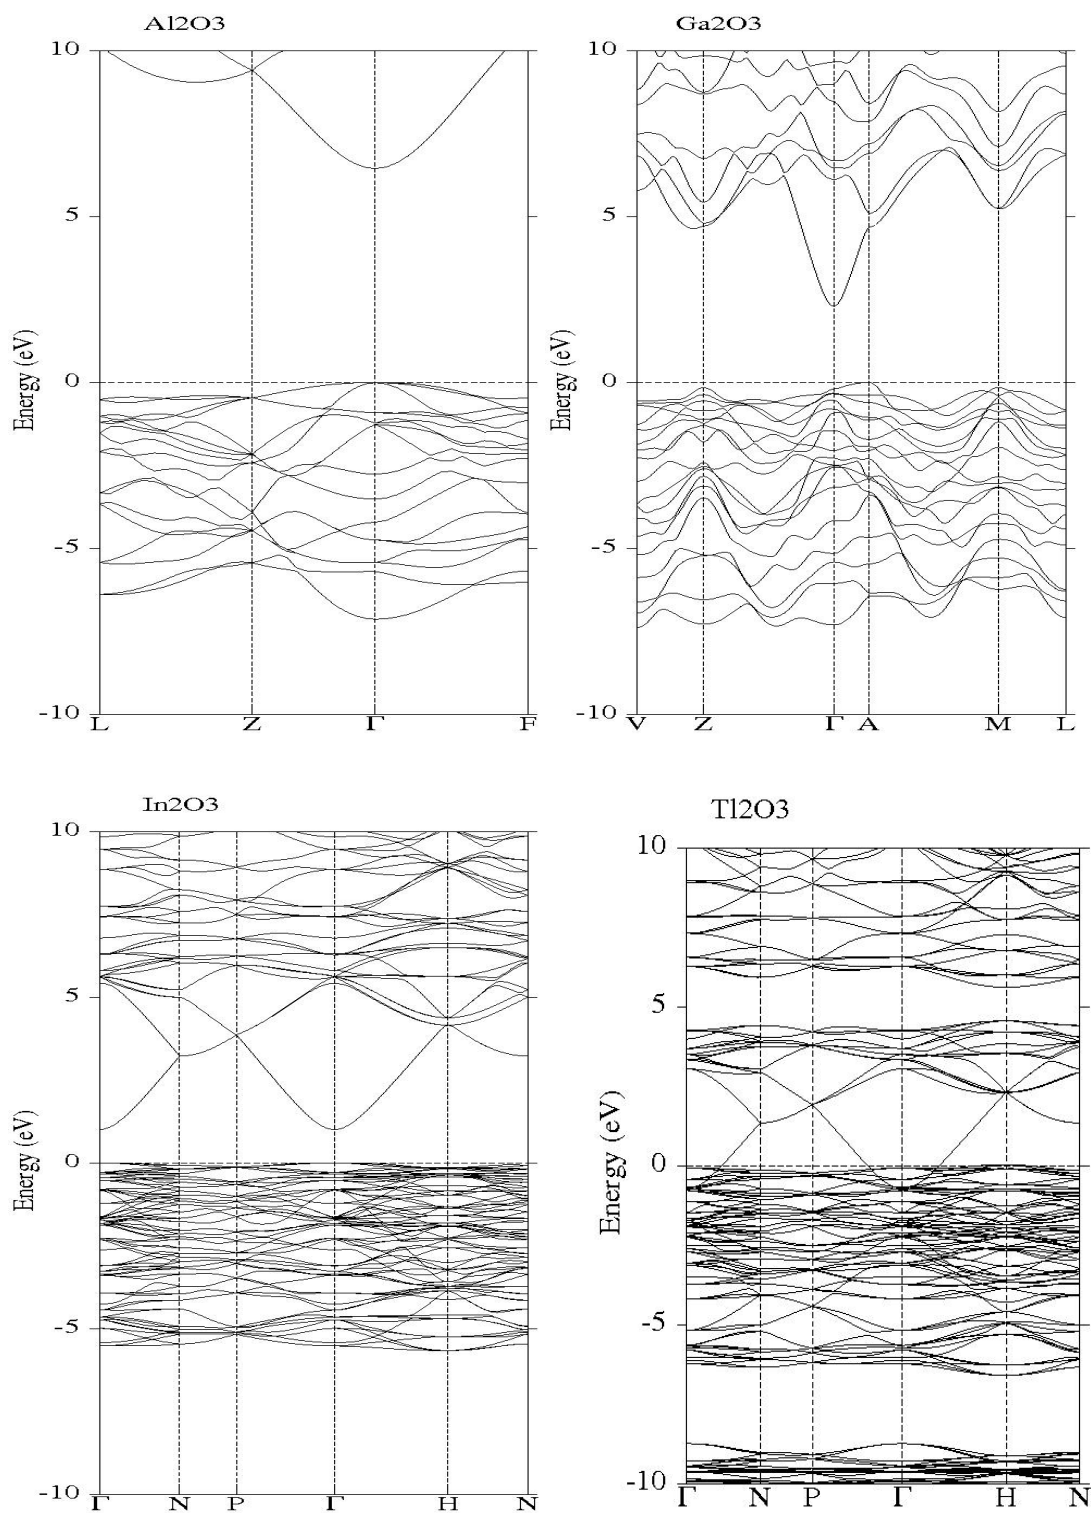 Al2O3
10
5
0
-5
-10
Energy (eV)
L Z Γ F
Ga2O3
10
5
0
-5
-10
Energy (eV)
V Z Γ A M L
In2O3
10
5
0
-5
-10
Energy (eV)
Γ N P Γ H N
Tl2O3
10
5
0
-5
-10
Energy (eV)
Γ N P Γ H N